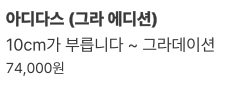 아디다스 (그라 에디션)
10cm가 부릅니다 ~ 그라데이션
74,000원